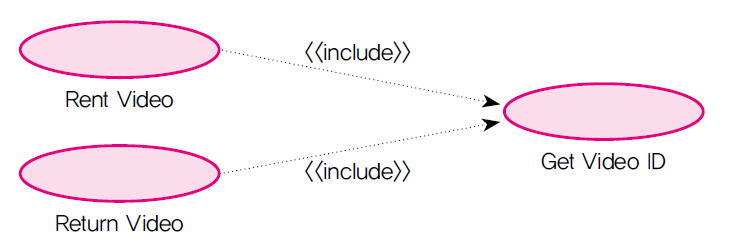 〈〈include〉〉
Rent Video
Get Video ID
〈〈include〉〉
Return Video